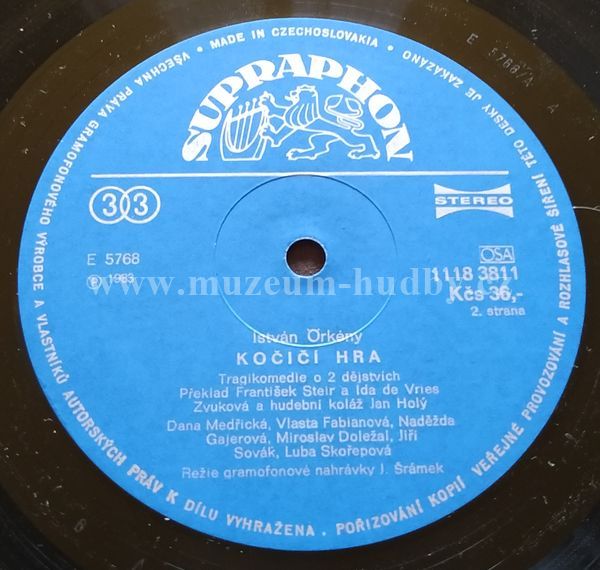 VŠECHNA PRÁVA GRAMOFONOVÉHO VÝROBCE A VLASTNÍKŮ AUTORSKÝCH PRÁV K DÍLU VYHRAŽENA . POŘIZOVÁNÍ KOPIÍ VEŘEJNÉ PROVOZOVÁNÍ A ROZHLASOVÉ ŠÍŘENÍ TÉTO DESKY JE ZAKÁZÁNO • MADE IN CZECHOSLOVAKIA •
E 5768/A
SUPRAPHON
33
STEREO
E 5768
OSA
℗ 1983
1118 3811
www.muzeum-hudby.cz
Kčs 36,-
2. strana
István Örkény
KOČIČÍ HRA
Tragikomedie o 2 dějstvích
Překlad František Steir a Ida de Vries
Zvuková a hudební koláž Jan Holý
Dana Medřická, Vlasta Fabianová, Naděžda
Gajerová, Miroslav Doležal, Jiří
Sovák, Luba Skořepová
Režie gramofonové nahrávky J. Šrámek